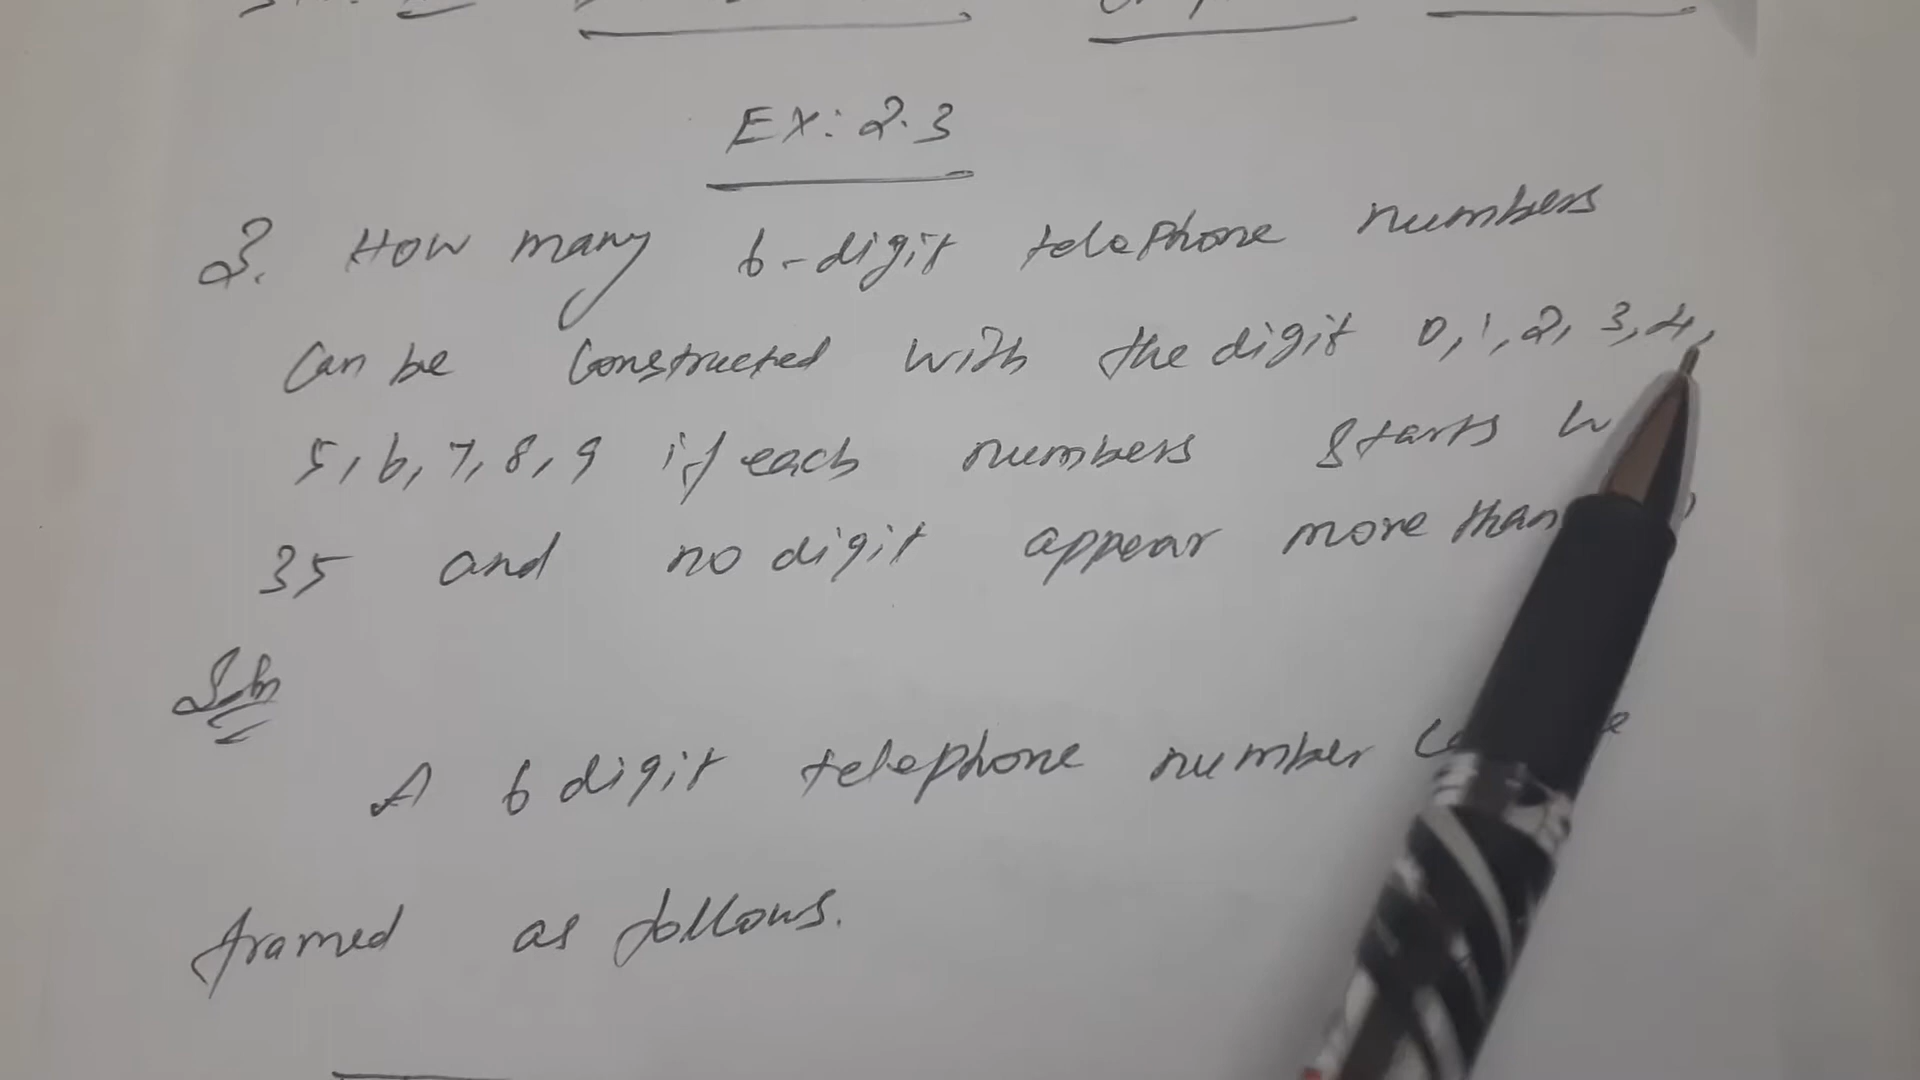 EX: 2.3
2. How many 6-digit telephone numbers
can be constructed with the digit 0, 1, 2, 3, 4,
5, 6, 7, 8, 9 if each numbers starts
35 and no digit appear more than
Soln
A 6 digit telephone number
framed as follows.